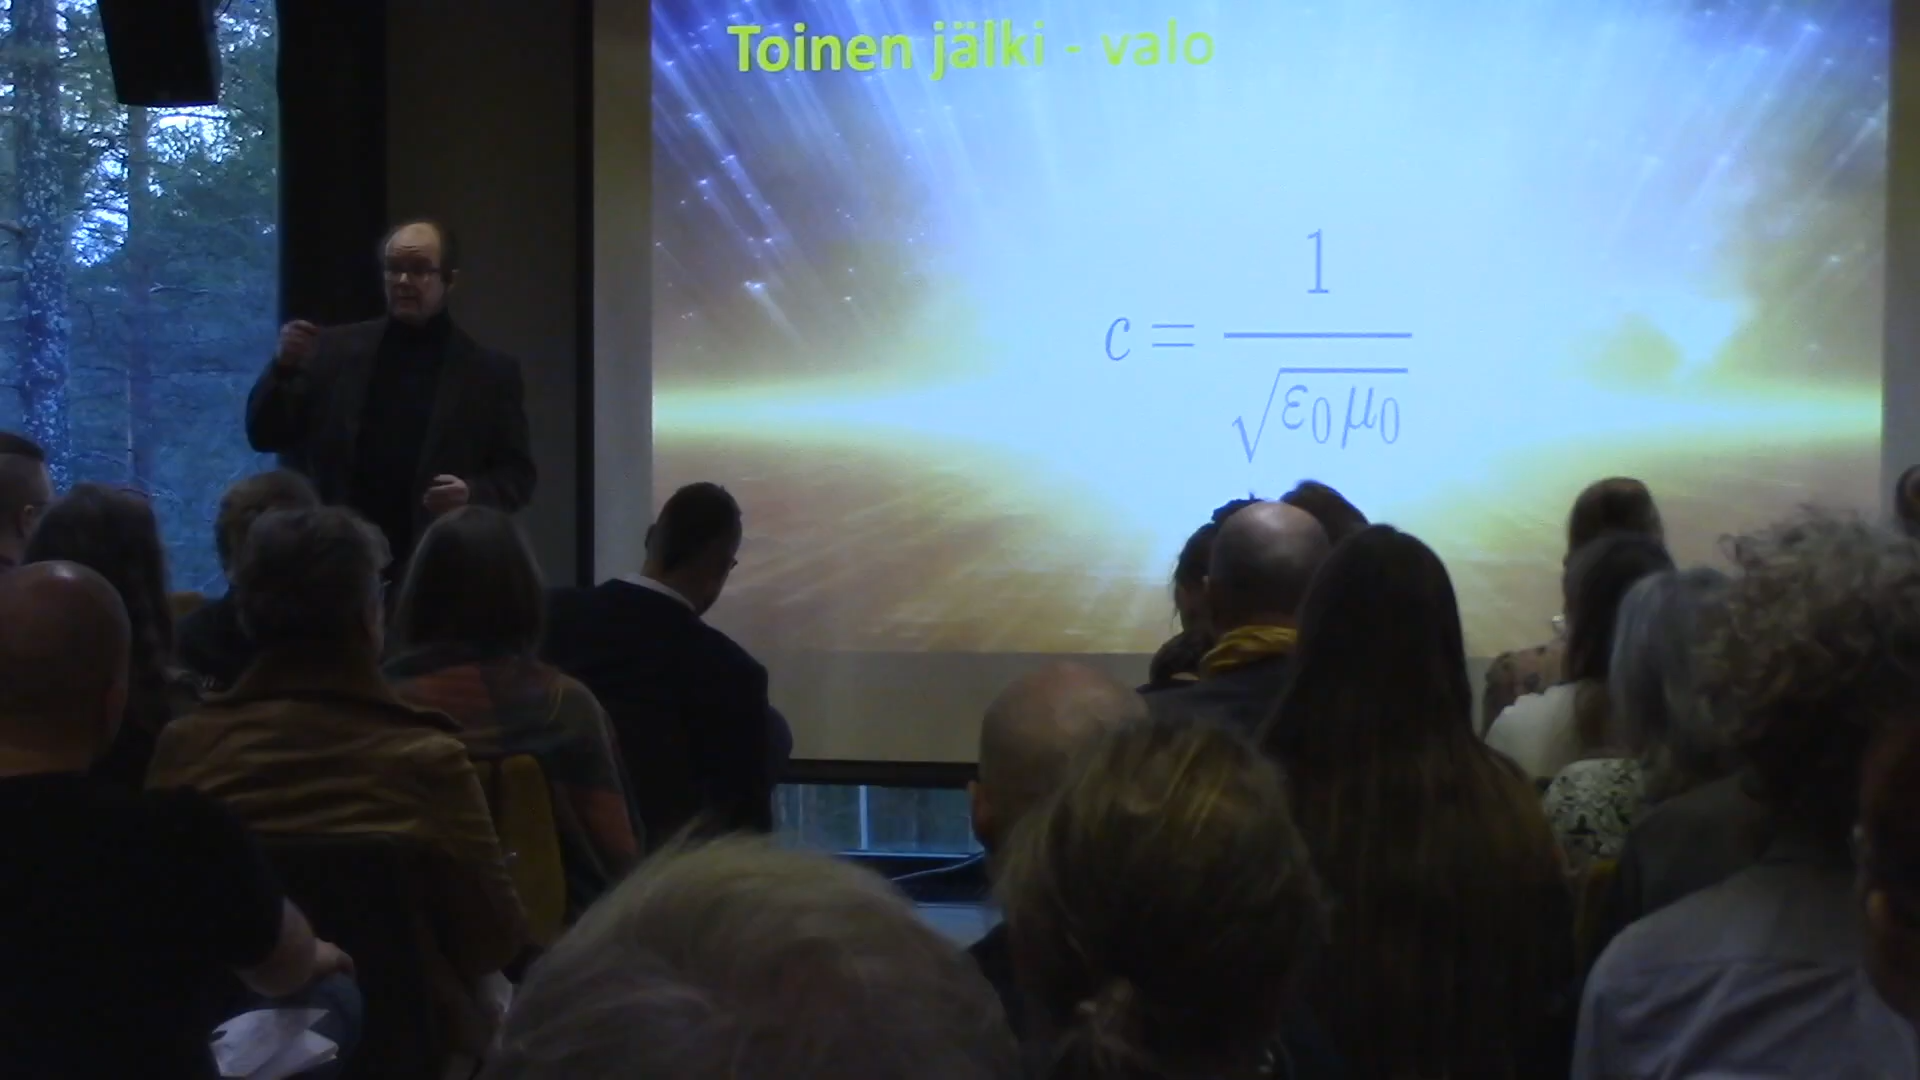 Toinen jälki - valo
c = 1 / √ε₀μ₀